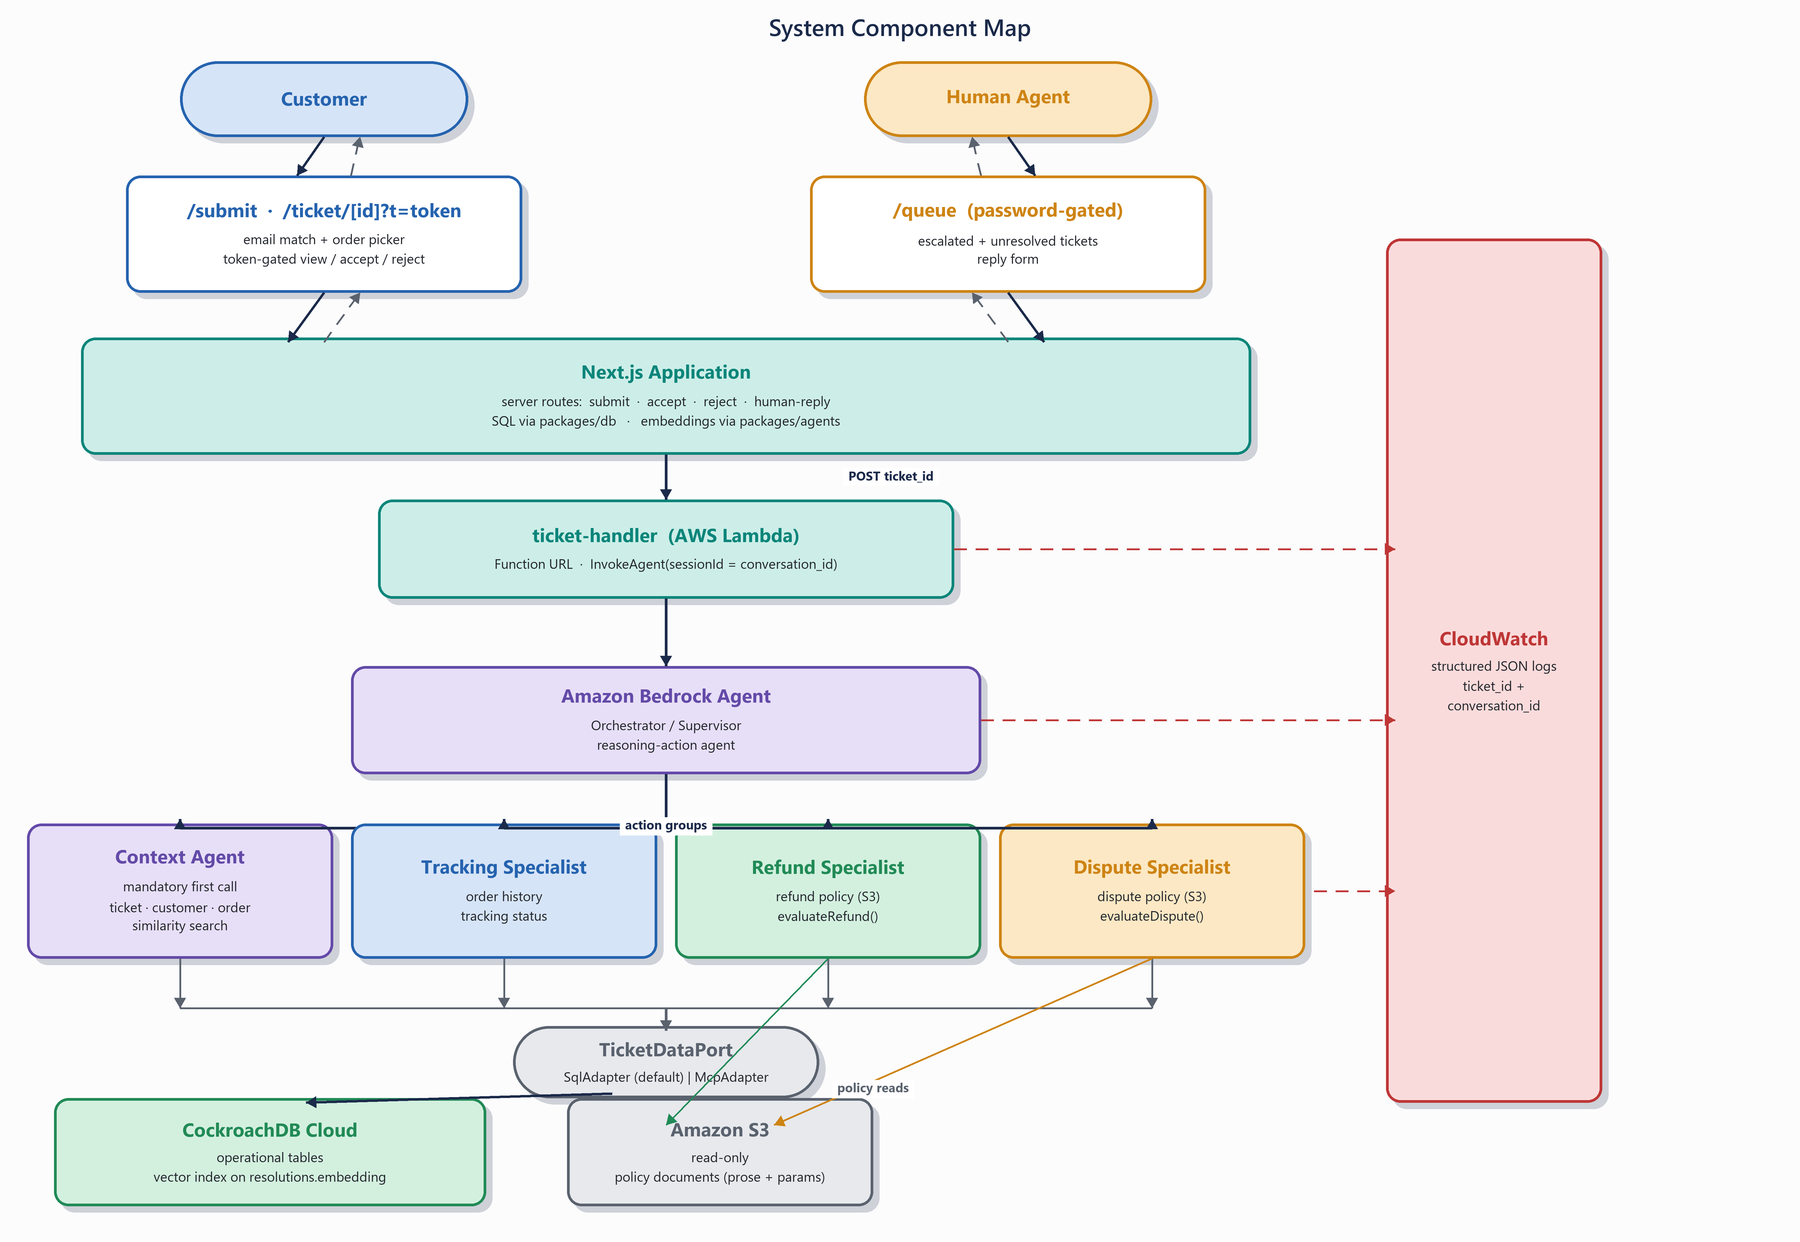 System Component Map
Customer
Human Agent
/submit · /ticket/[id]?t=token
email match + order picker
token-gated view / accept / reject
/queue (password-gated)
escalated + unresolved tickets
reply form
Next.js Application
server routes: submit · accept · reject · human-reply
SQL via packages/db · embeddings via packages/agents
POST ticket_id
ticket-handler (AWS Lambda)
Function URL · InvokeAgent(sessionId = conversation_id)
CloudWatch
structured JSON logs
ticket_id +
conversation_id
Amazon Bedrock Agent
Orchestrator / Supervisor
reasoning-action agent
action groups
Context Agent
mandatory first call
ticket · customer · order
similarity search
Tracking Specialist
order history
tracking status
Refund Specialist
refund policy (S3)
evaluateRefund()
Dispute Specialist
dispute policy (S3)
evaluateDispute()
TicketDataPort
SqlAdapter (default) | McpAdapter
policy reads
CockroachDB Cloud
operational tables
vector index on resolutions.embedding
Amazon S3
read-only
policy documents (prose + params)